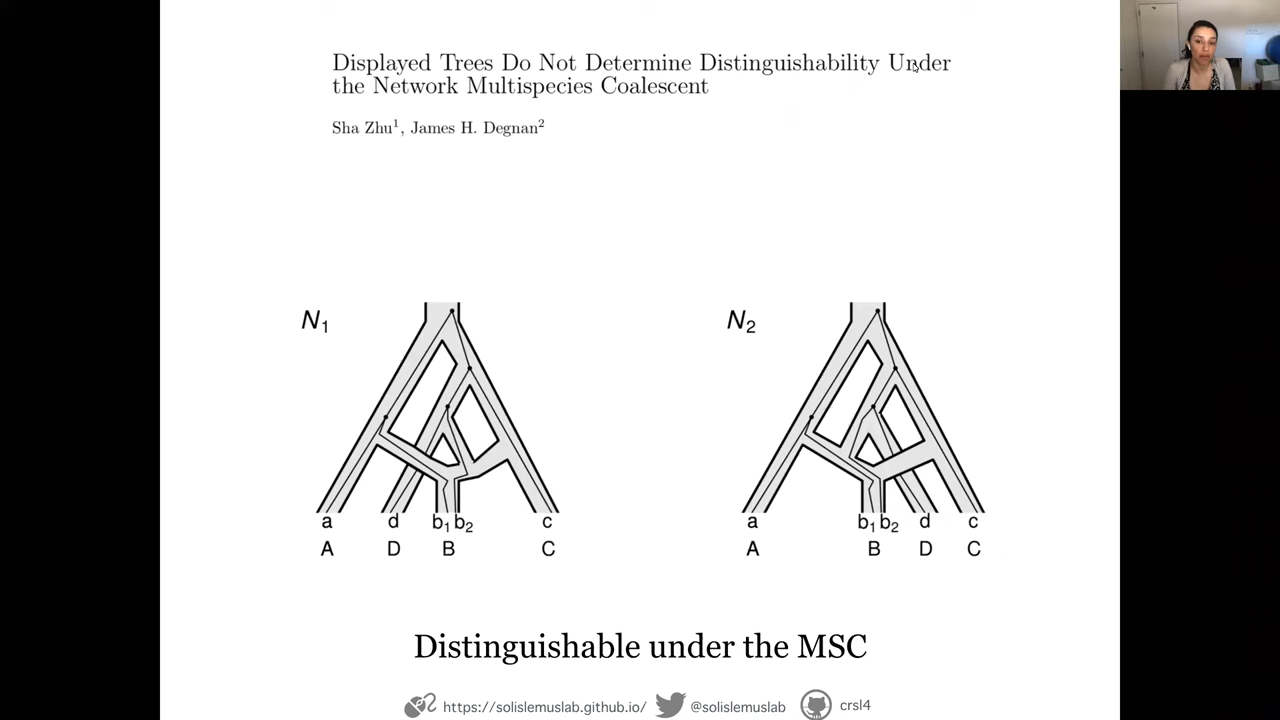 Displayed Trees Do Not Determine Distinguishability Under
the Network Multispecies Coalescent
Sha Zhu1, James H. Degnan2
N1
N2
a d b1 b2 c
A D B C
a b1 b2 d c
A B D C
Distinguishable under the MSC
https://solislemuslab.github.io/ @solislemuslab crsl4